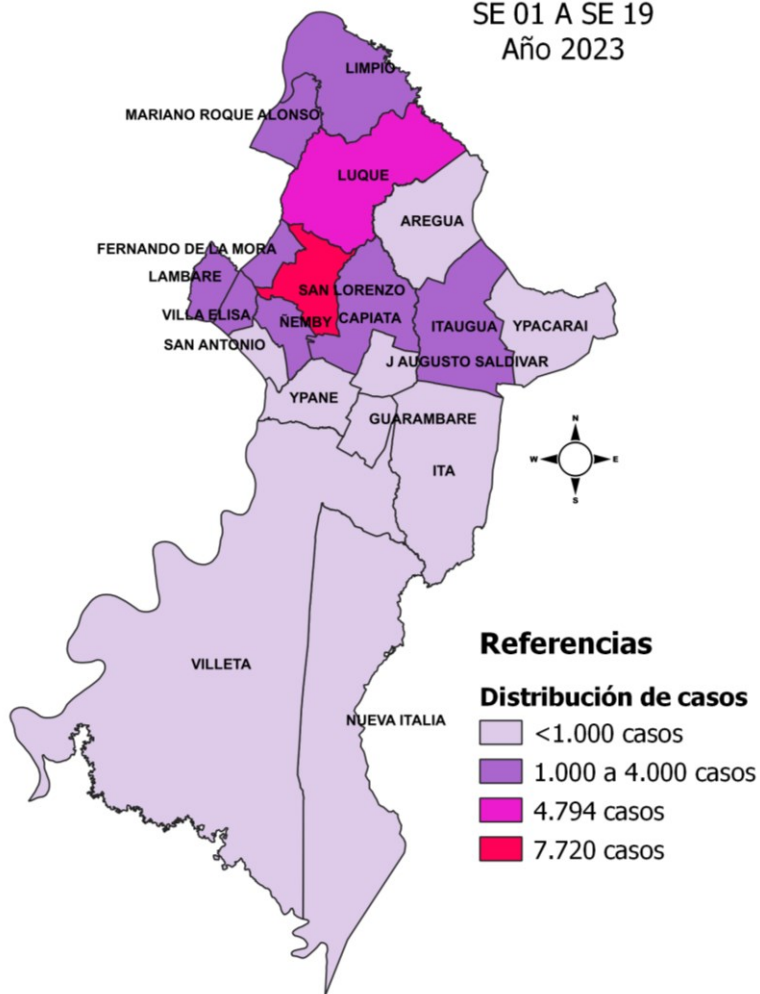 SE 01 A SE 19
Año 2023
LIMPIO
MARIANO ROQUE ALONSO
LUQUE
AREGUA
FERNANDO DE LA MORA
LAMBARE
SAN LORENZO
VILLA ELISA
ÑEMBY
CAPIATA
ITAUGUA
YPACARAI
SAN ANTONIO
J AUGUSTO SALDIVAR
YPANE
GUARAMBARE
N
W
E
S
ITA
VILLETA
NUEVA ITALIA
Referencias
Distribución de casos
<1.000 casos
1.000 a 4.000 casos
4.794 casos
7.720 casos